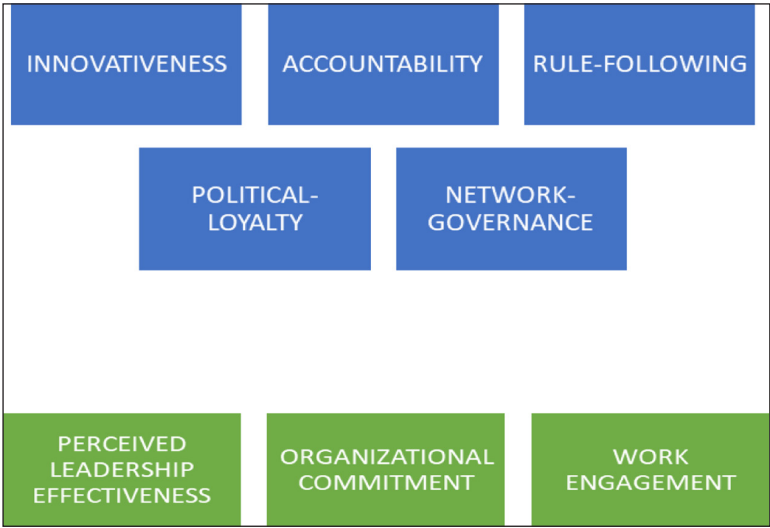 INNOVATIVENESS
ACCOUNTABILITY
RULE-FOLLOWING
POLITICAL-
LOYALTY
NETWORK-
GOVERNANCE
PERCEIVED
LEADERSHIP
EFFECTIVENESS
ORGANIZATIONAL
COMMITMENT
WORK
ENGAGEMENT